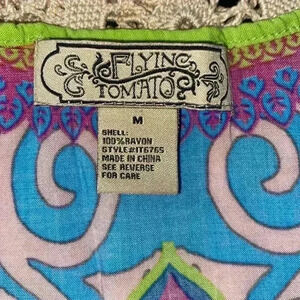 FLYING
TOMATO
M
SHELL:
100%RAYON
STYLE#IT6765
MADE IN CHINA
SEE REVERSE
FOR CARE